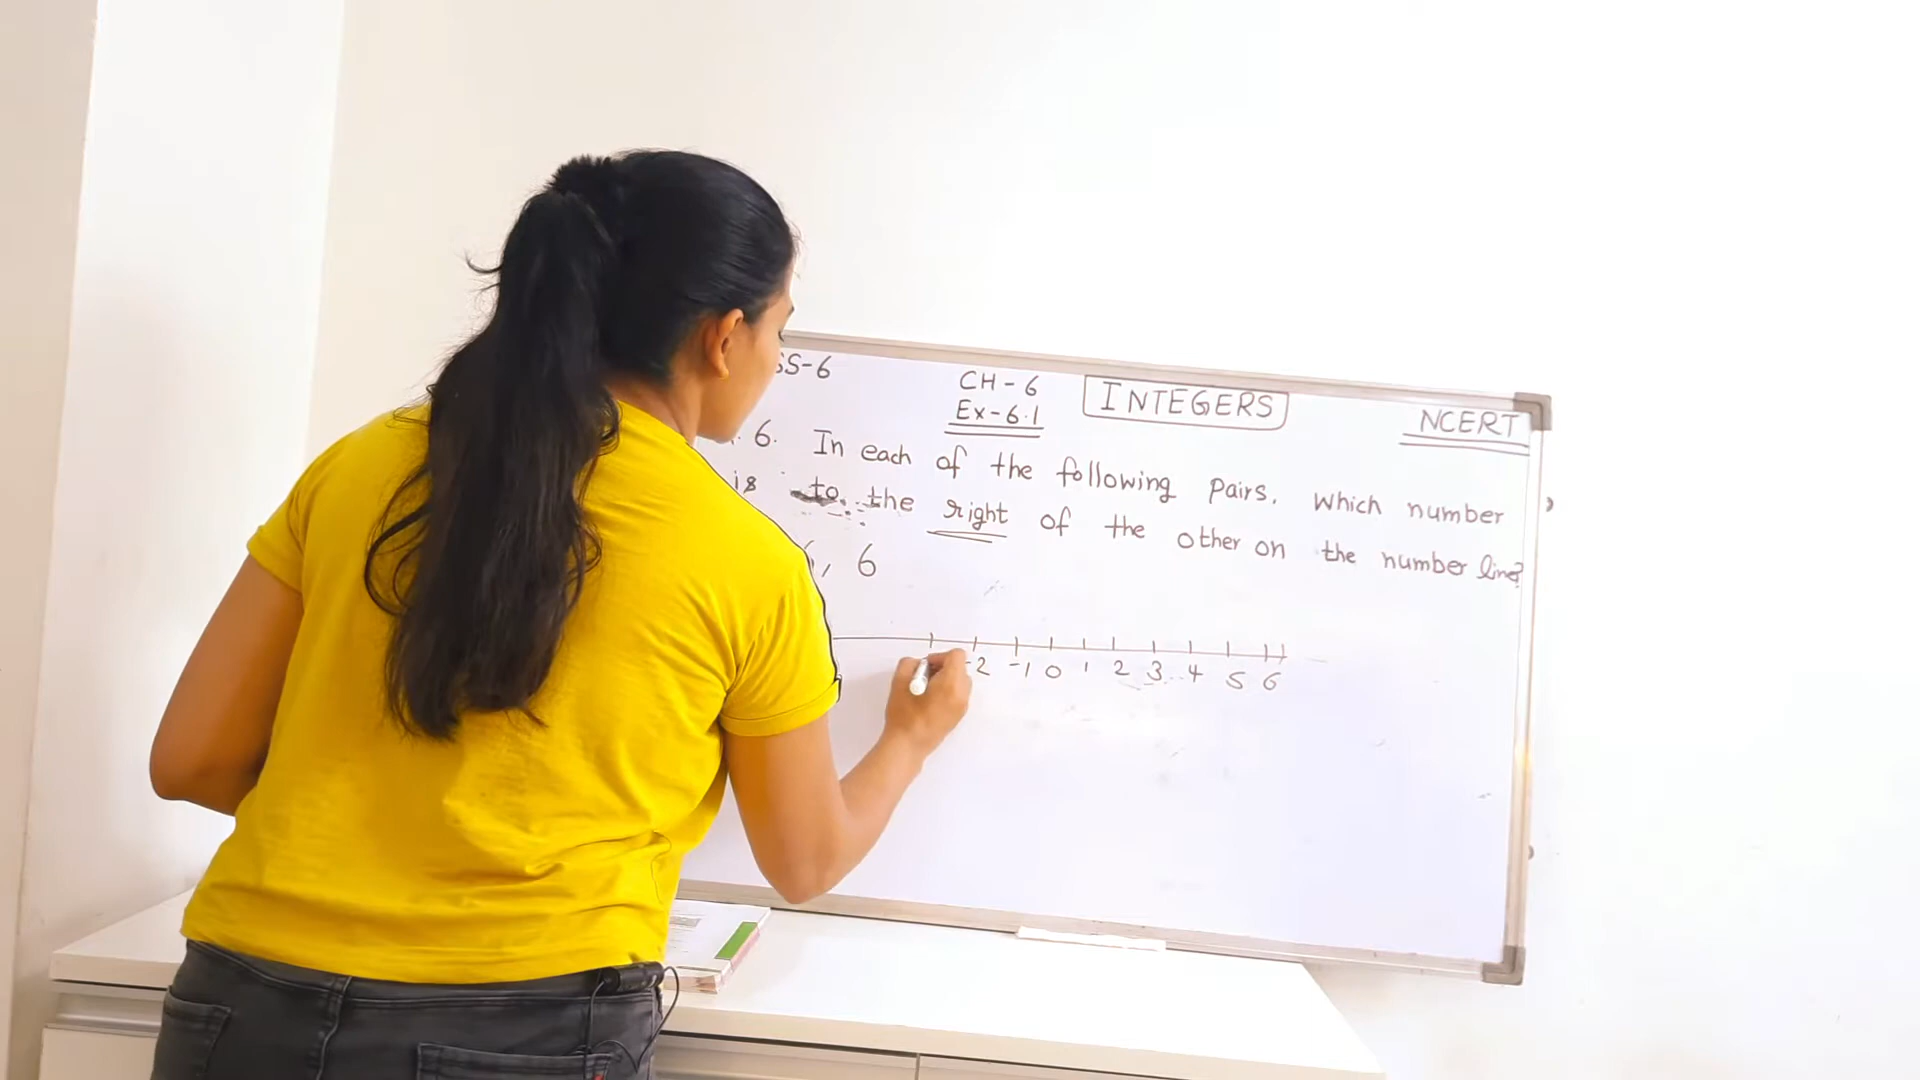 SS-6
CH-6
INTEGERS
Ex-6.1
NCERT
6. In each of the following pairs. Which number
is to the right of the other on the number line?
, 6
-2 -1 0 1 2 3 4 5 6